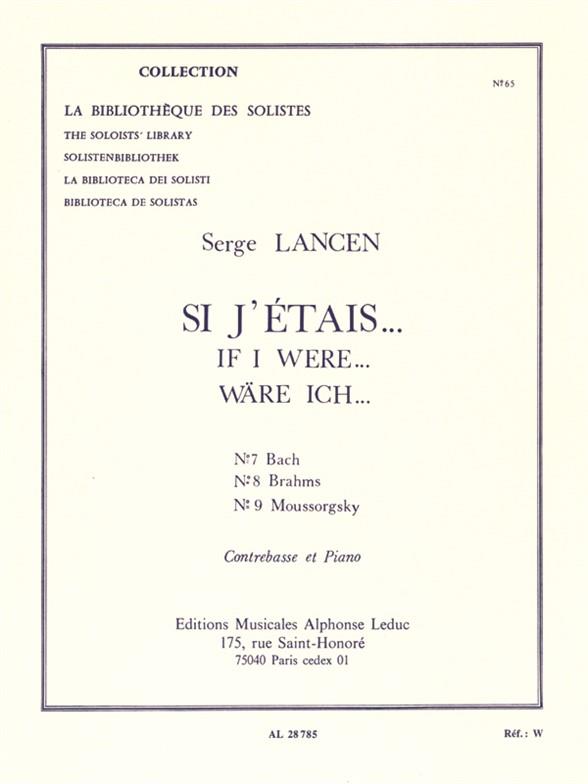 COLLECTION
Nº65
LA BIBLIOTHÈQUE DES SOLISTES
THE SOLOISTS' LIBRARY
SOLISTENBIBLIOTHEK
LA BIBLIOTECA DEI SOLISTI
BIBLIOTECA DE SOLISTAS
Serge LANCEN
SI J'ÉTAIS...
IF I WERE...
WÄRE ICH...
Nº7 Bach
Nº8 Brahms
Nº 9 Moussorgsky
Contrebasse et Piano
Editions Musicales Alphonse Leduc
175, rue Saint-Honoré
75040 Paris cedex 01
AL 28785
Réf.: W